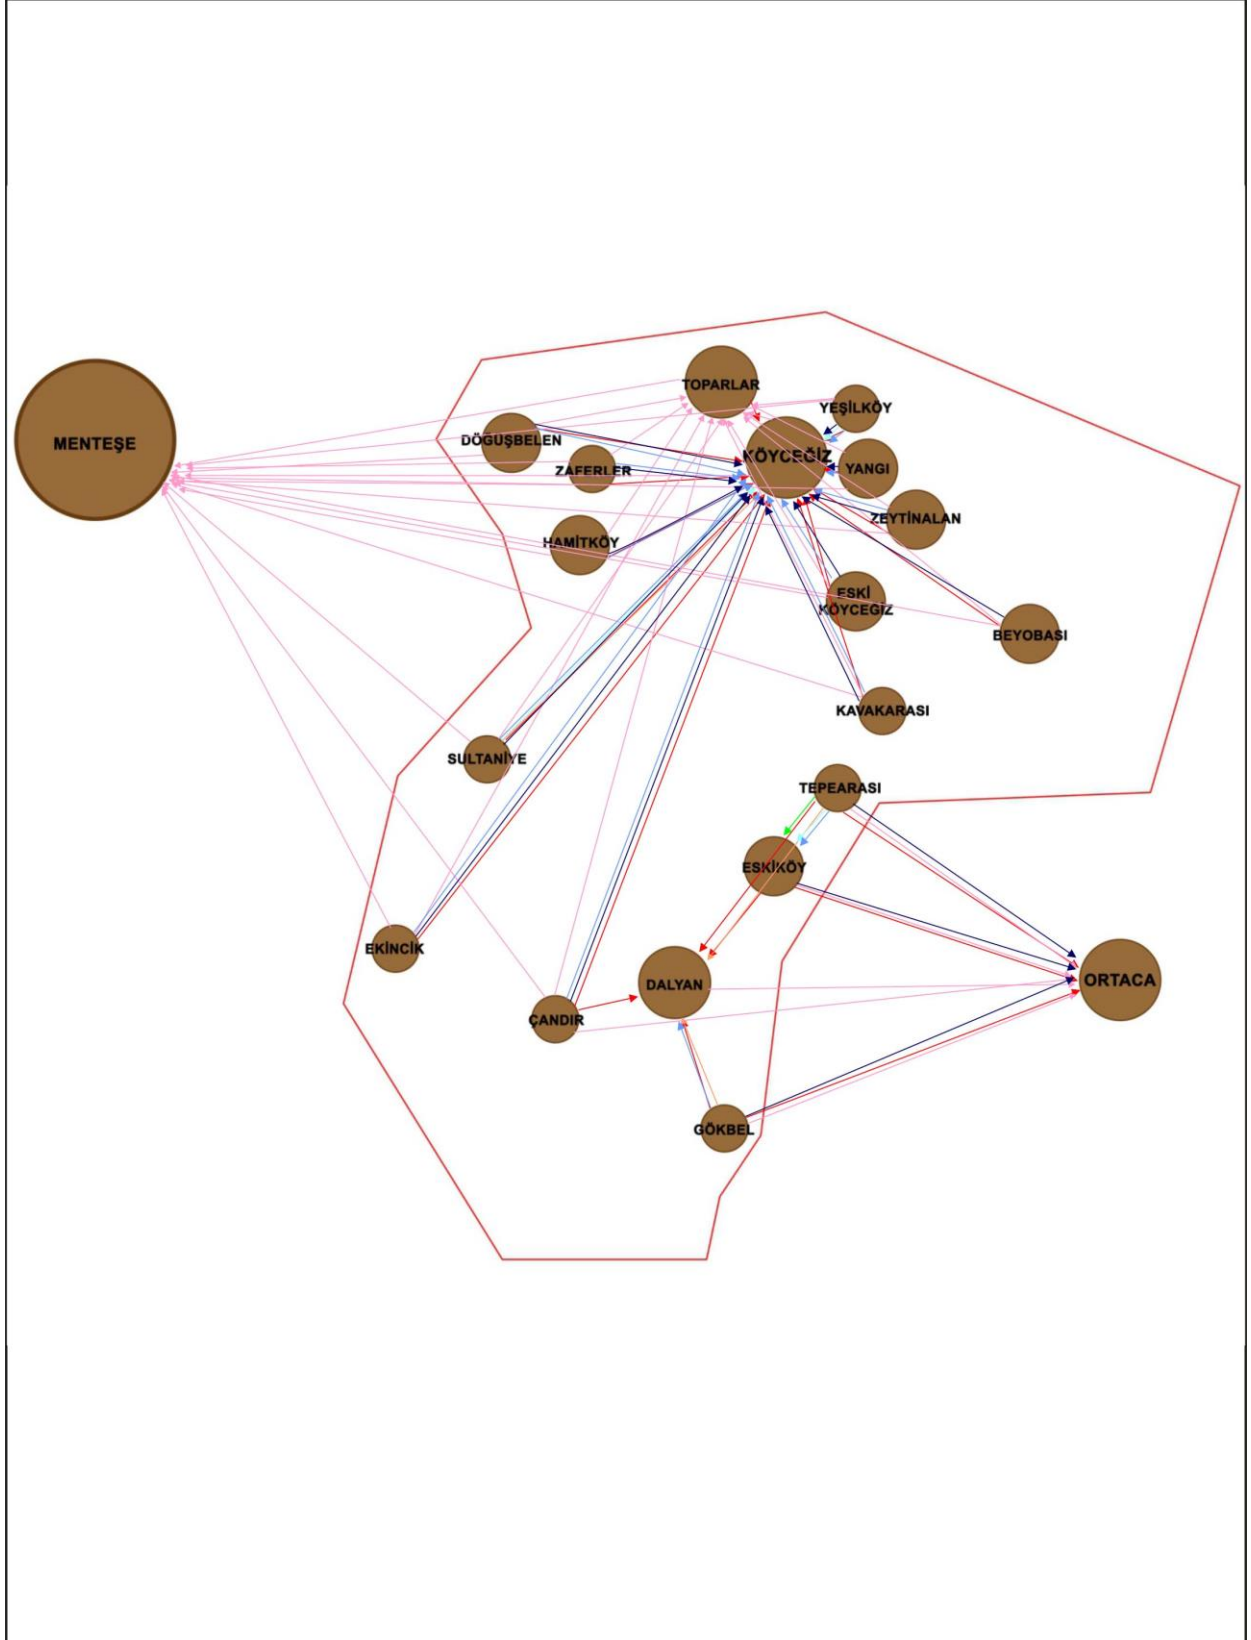 TOPARLAR
YEŞİLKÖY
MENTEŞE
DÖĞUŞBELEN
KÖYCEĞİZ
ZAFERLER
YANGI
ZEYTİNALAN
HAMİTKÖY
ESKİ
KÖYCEGİZ
BEYOBASI
KAVAKARASI
SULTANİYE
TEPEARASI
ESKİKÖY
EKİNCİK
DALYAN
ORTACA
ÇANDIR
GÖKBEL